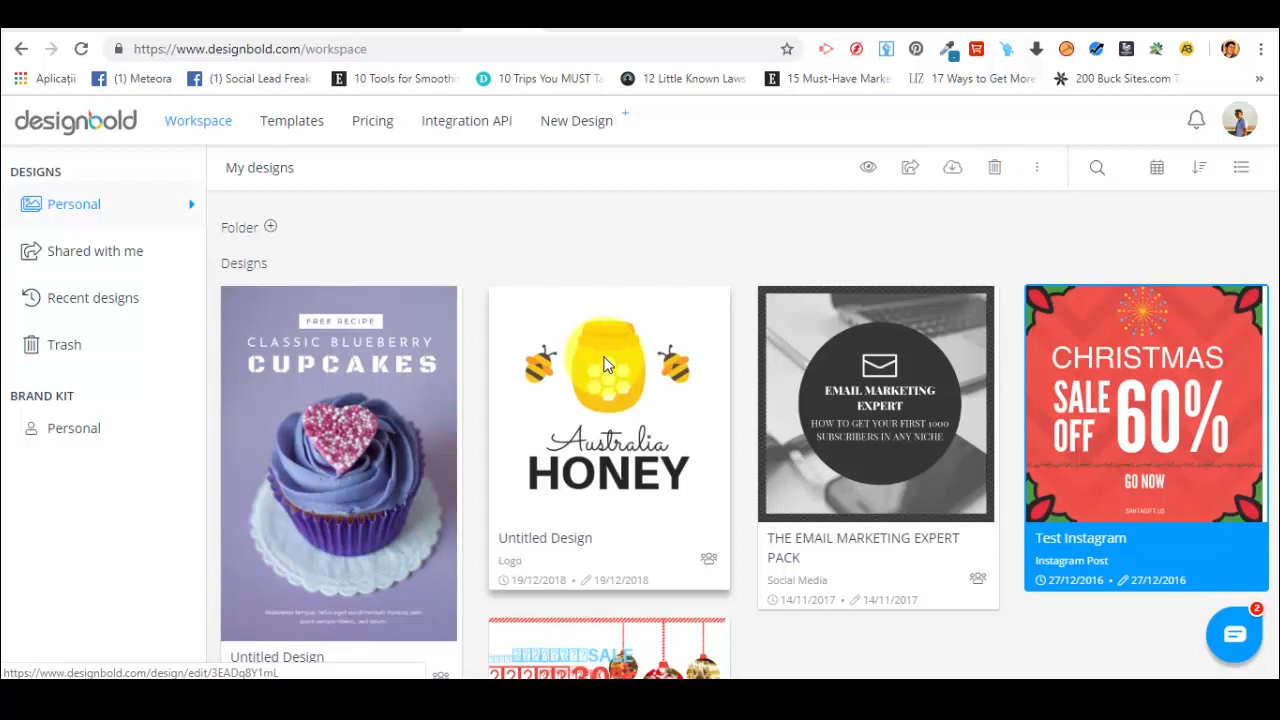 https://www.designbold.com/workspace
Aplicații
(1) Meteora
(1) Social Lead Freak
10 Tools for Smoothi
10 Trips You MUST Ta
12 Little Known Laws
15 Must-Have Marke
17 Ways to Get More
200 Buck Sites.com T
»
designbold
Workspace
Templates
Pricing
Integration API
New Design +
DESIGNS
Personal
Shared with me
Recent designs
Trash
BRAND KIT
Personal
My designs
Folder
Designs
FREE RECIPE
CLASSIC BLUEBERRY
CUPCAKES
Untitled Design
Australia
HONEY
Untitled Design
Logo
19/12/2018 • 19/12/2018
EMAIL MARKETING
EXPERT
HOW TO GET YOUR FIRST 1000
SUBSCRIBERS IN ANY NICHE
THE EMAIL MARKETING EXPERT
PACK
Social Media
14/11/2017 • 14/11/2017
CHRISTMAS
SALE
OFF
60%
GO NOW
SANTAGIFT.US
Test Instagram
Instagram Post
27/12/2016 • 27/12/2016
SALE
2
https://www.designbold.com/design/edit/3EADq8Y1mL